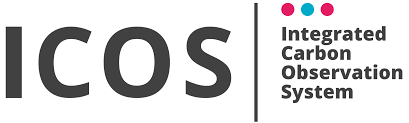 ICOS
Integrated
Carbon
Observation
System